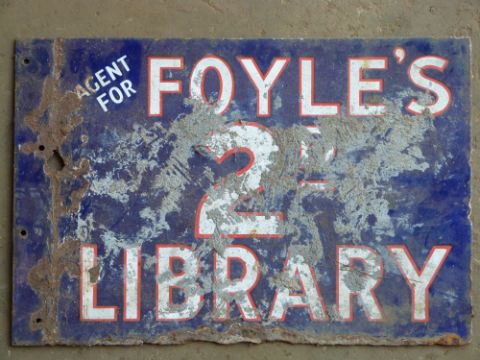 AGENT
FOR
FOYLE'S
2D
LIBRARY